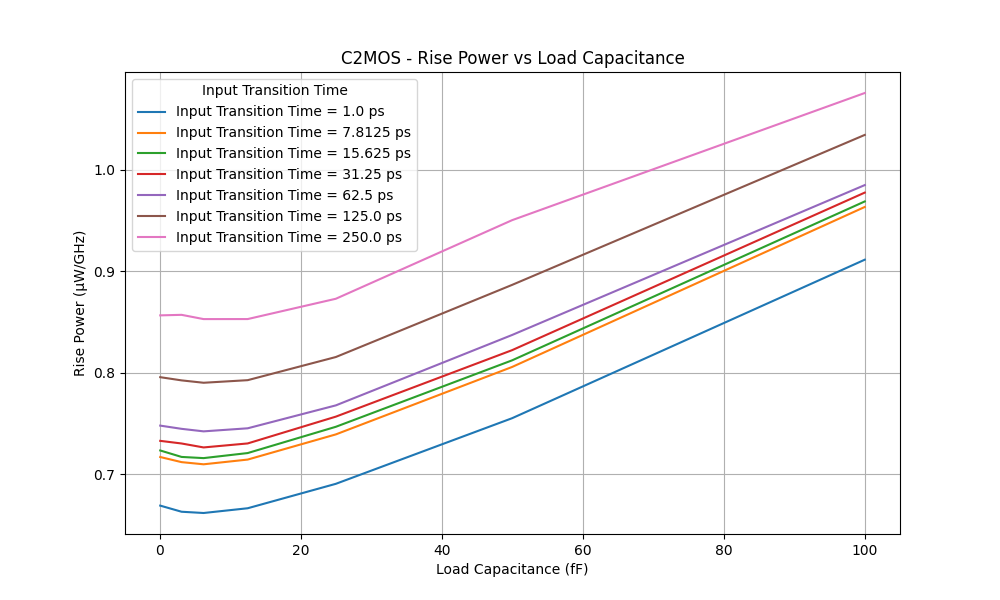 C2MOS - Rise Power vs Load Capacitance
Input Transition Time
Input Transition Time = 1.0 ps
Input Transition Time = 7.8125 ps
Input Transition Time = 15.625 ps
Input Transition Time = 31.25 ps
Input Transition Time = 62.5 ps
Input Transition Time = 125.0 ps
Input Transition Time = 250.0 ps
Rise Power (μW/GHz)
1.0
0.9
0.8
0.7
0 20 40 60 80 100
Load Capacitance (fF)